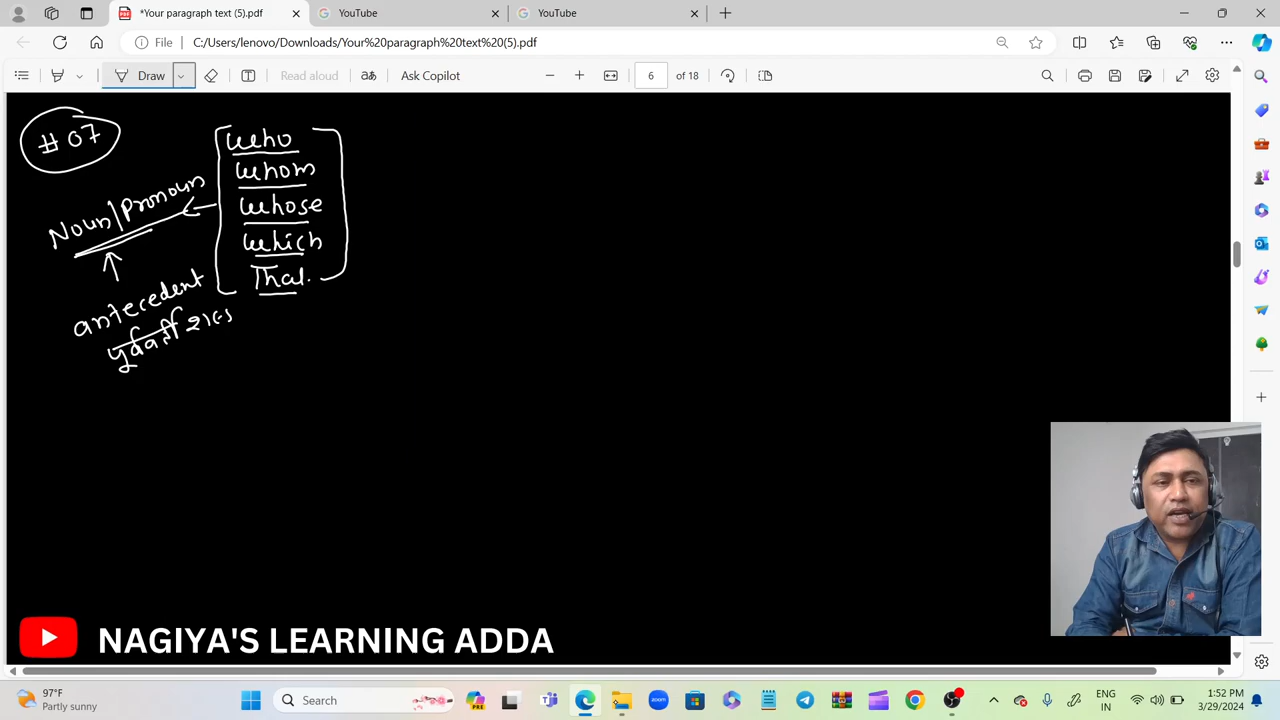 *Your paragraph text (5).pdf
YouTube
YouTube
File
C:/Users/lenovo/Downloads/Your%20paragraph%20text%20(5).pdf
Draw
Read aloud
Ask Copilot
6 of 18
# 07
Who
Whom
Noun/Pronoun
Whose
Which
That.
antecedent
पूर्ववर्ती शब्द
NAGIYA'S LEARNING ADDA
97°F
Partly sunny
Search
ENG
IN
1:52 PM
3/29/2024